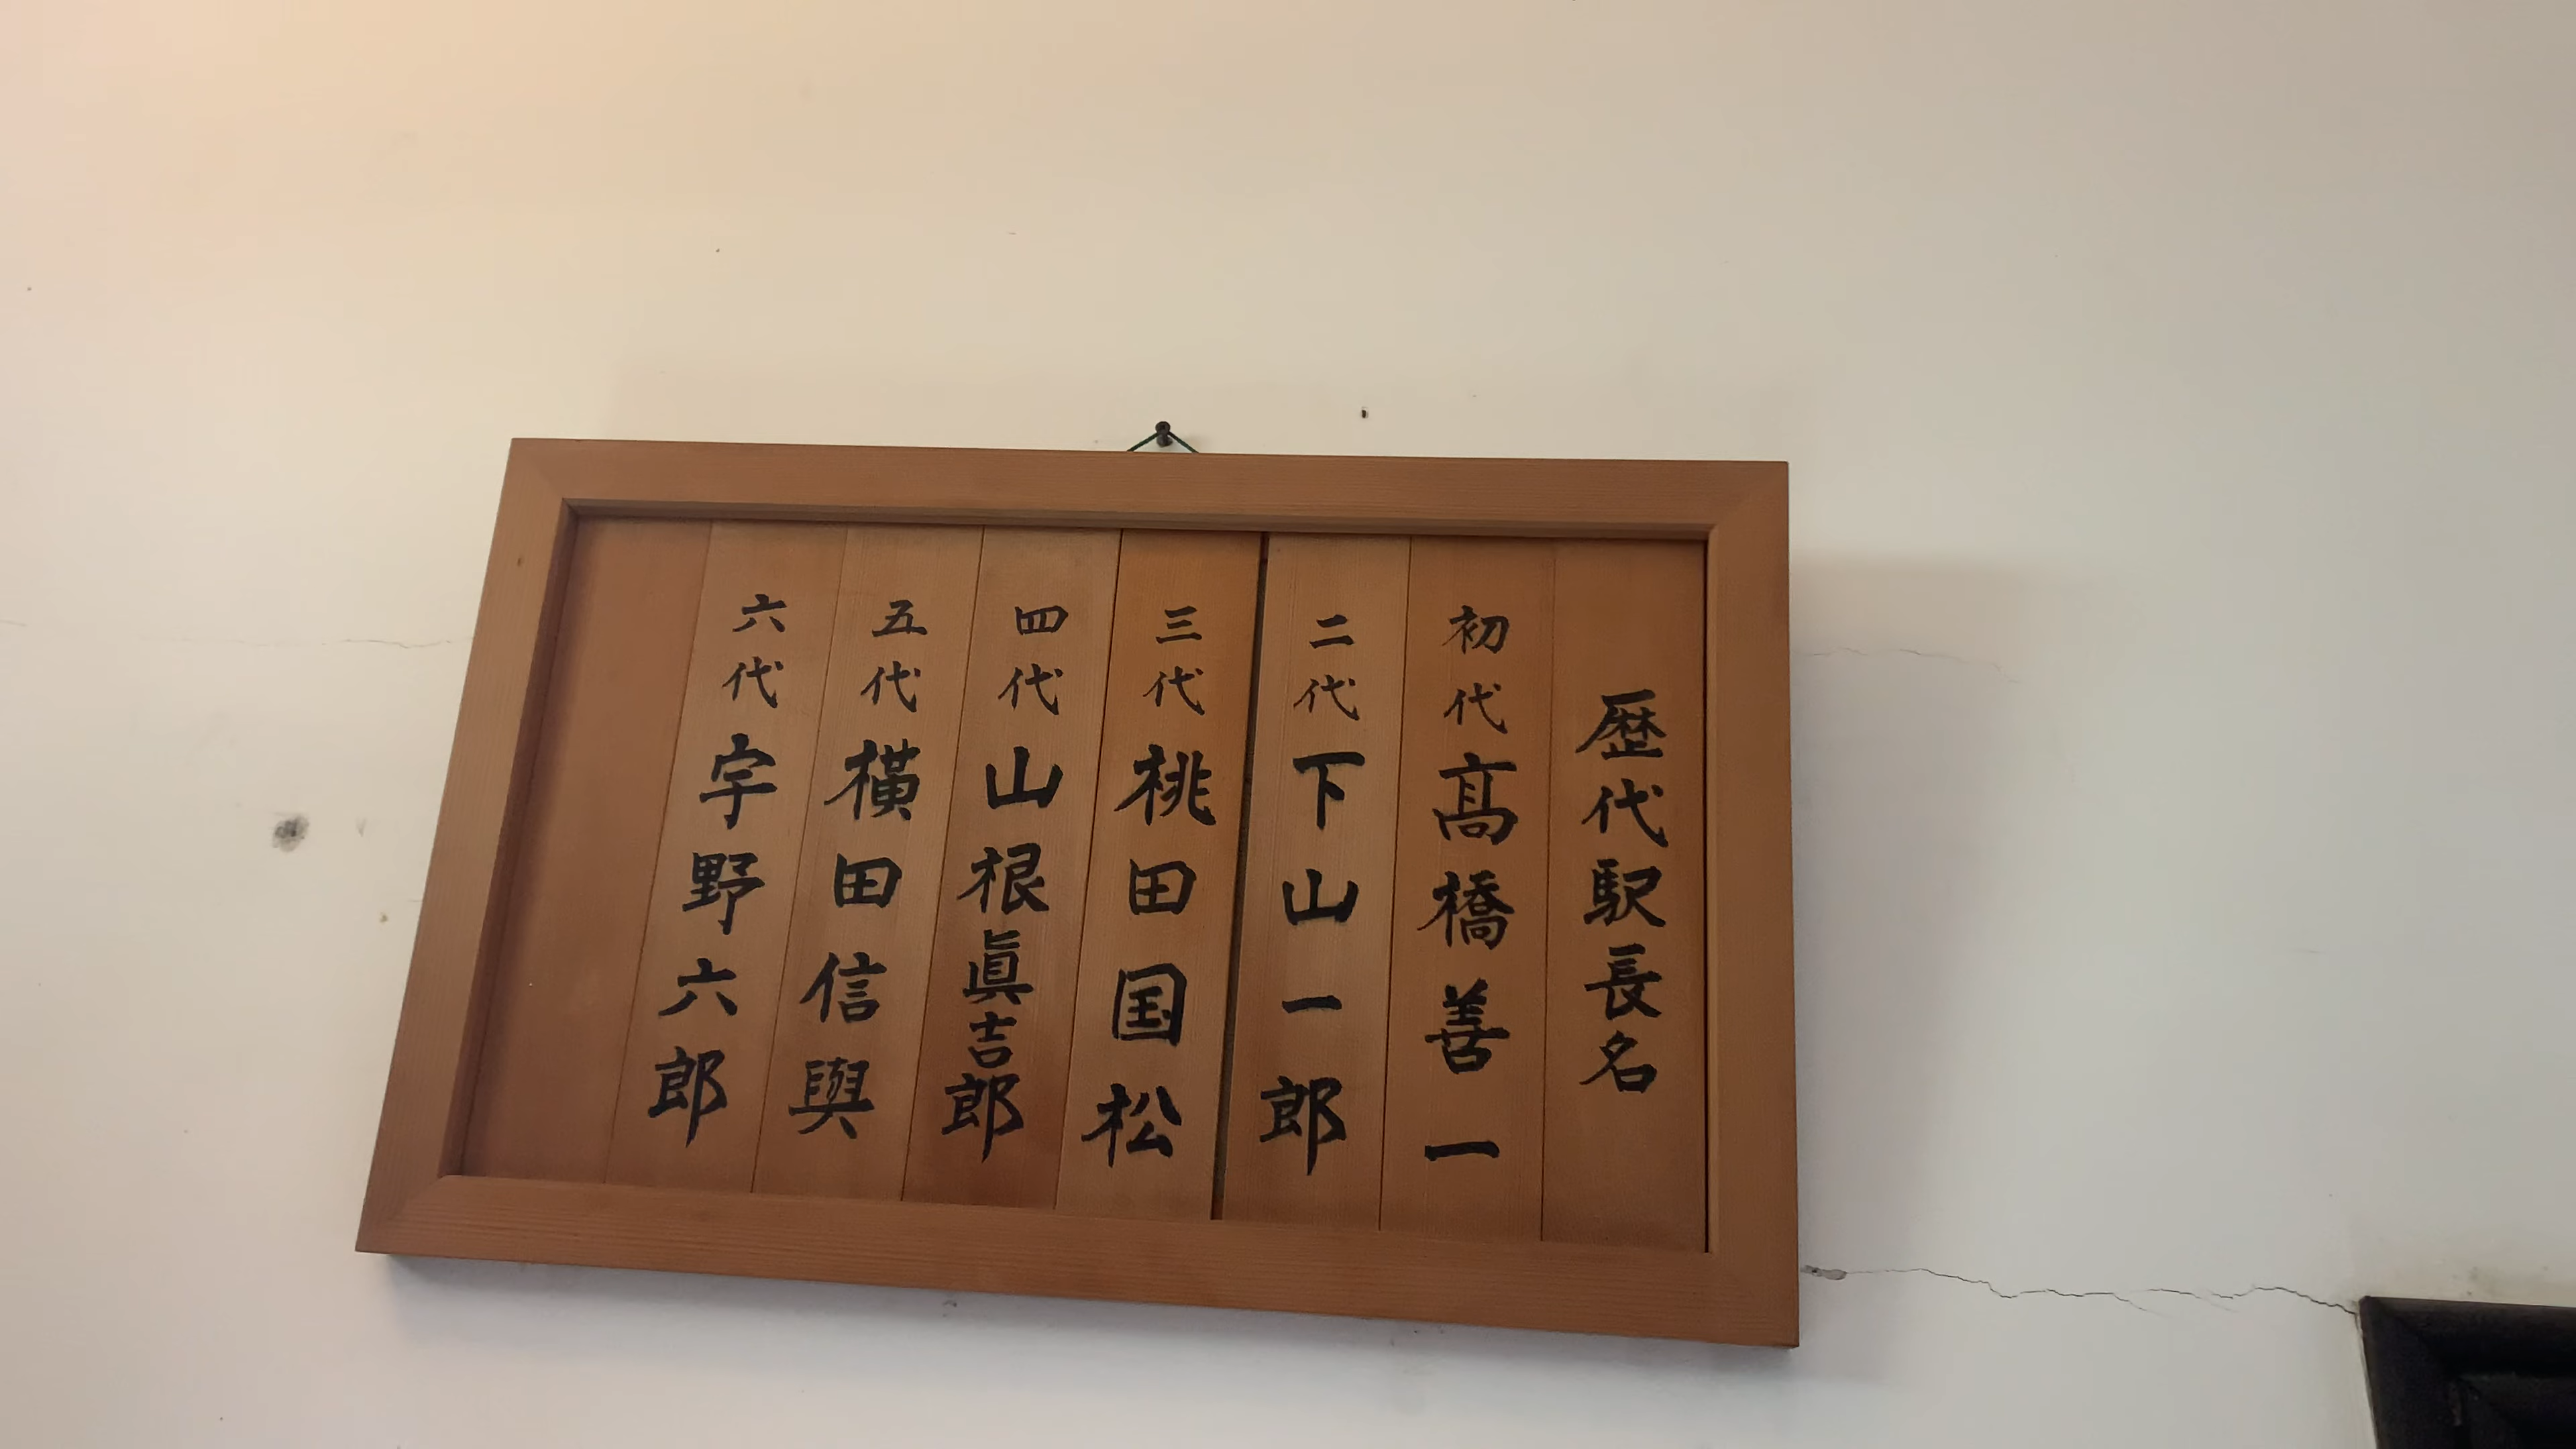 歴代駅長名
初代髙橋善一
二代下山一郎
三代桃田国松
四代山根眞吉郎
五代横田信與
六代宇野六郎